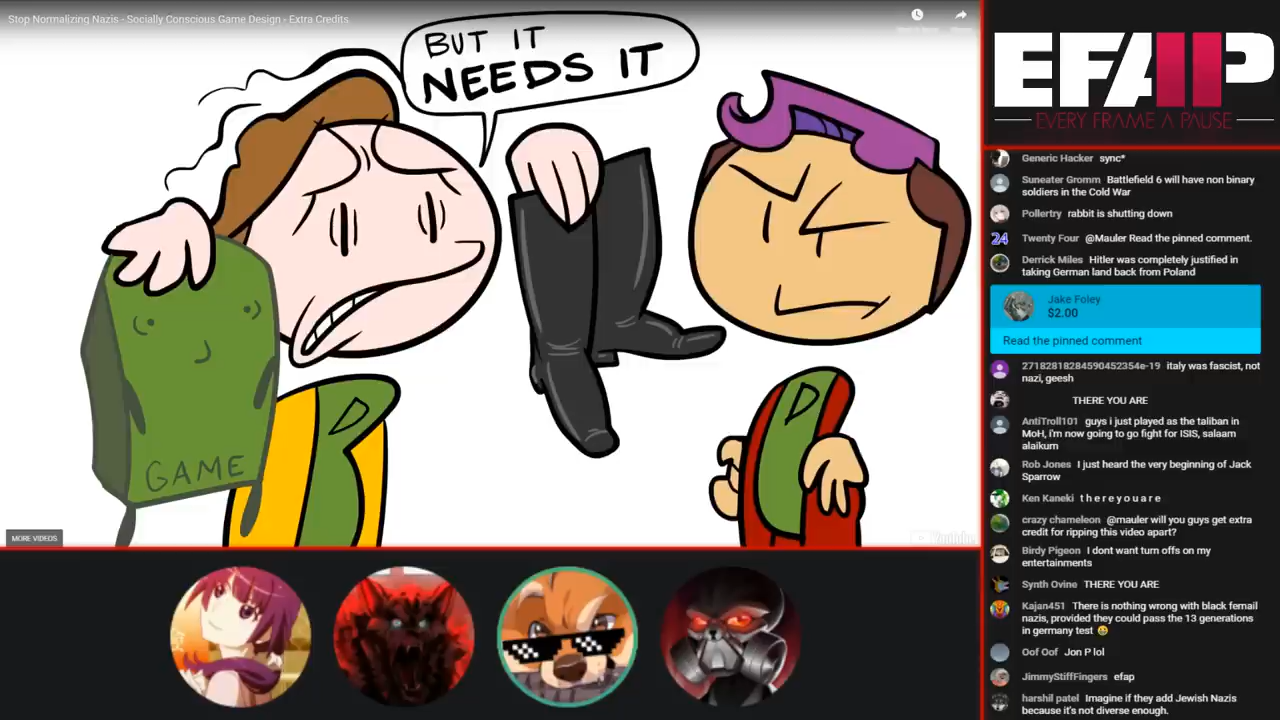 Stop Normalizing Nazis - Socially Conscious Game Design - Extra Credits
BUT IT
NEEDS IT
D
D
GAME
MORE VIDEOS
YouTube
EFAP
EVERY FRAME A PAUSE
Generic Hacker sync*
Suneater Gromm Battlefield 6 will have non binary
soldiers in the Cold War
Pollertry rabbit is shutting down
24 Twenty Four @Mauler Read the pinned comment.
Derrick Miles Hitler was completely justified in
taking German land back from Poland
Jake Foley
$2.00
Read the pinned comment
27182818284590452354e-19 italy was fascist, not
nazi, geesh
THERE YOU ARE
AntiTroll101 guys i just played as the taliban in
MoH, i'm now going to go fight for ISIS, salaam
alaikum
Rob Jones I just heard the very beginning of Jack
Sparrow
Ken Kaneki t h e r e y o u a r e
crazy chameleon @mauler will you guys get extra
credit for ripping this video apart?
Birdy Pigeon I dont want turn offs on my
entertainments
Synth Ovine THERE YOU ARE
Kajan451 There is nothing wrong with black femail
nazis, provided they could pass the 13 generations
in germany test 😃
Oof Oof Jon P lol
JimmyStiffFingers efap
harshil patel Imagine if they add Jewish Nazis
because it's not diverse enough.